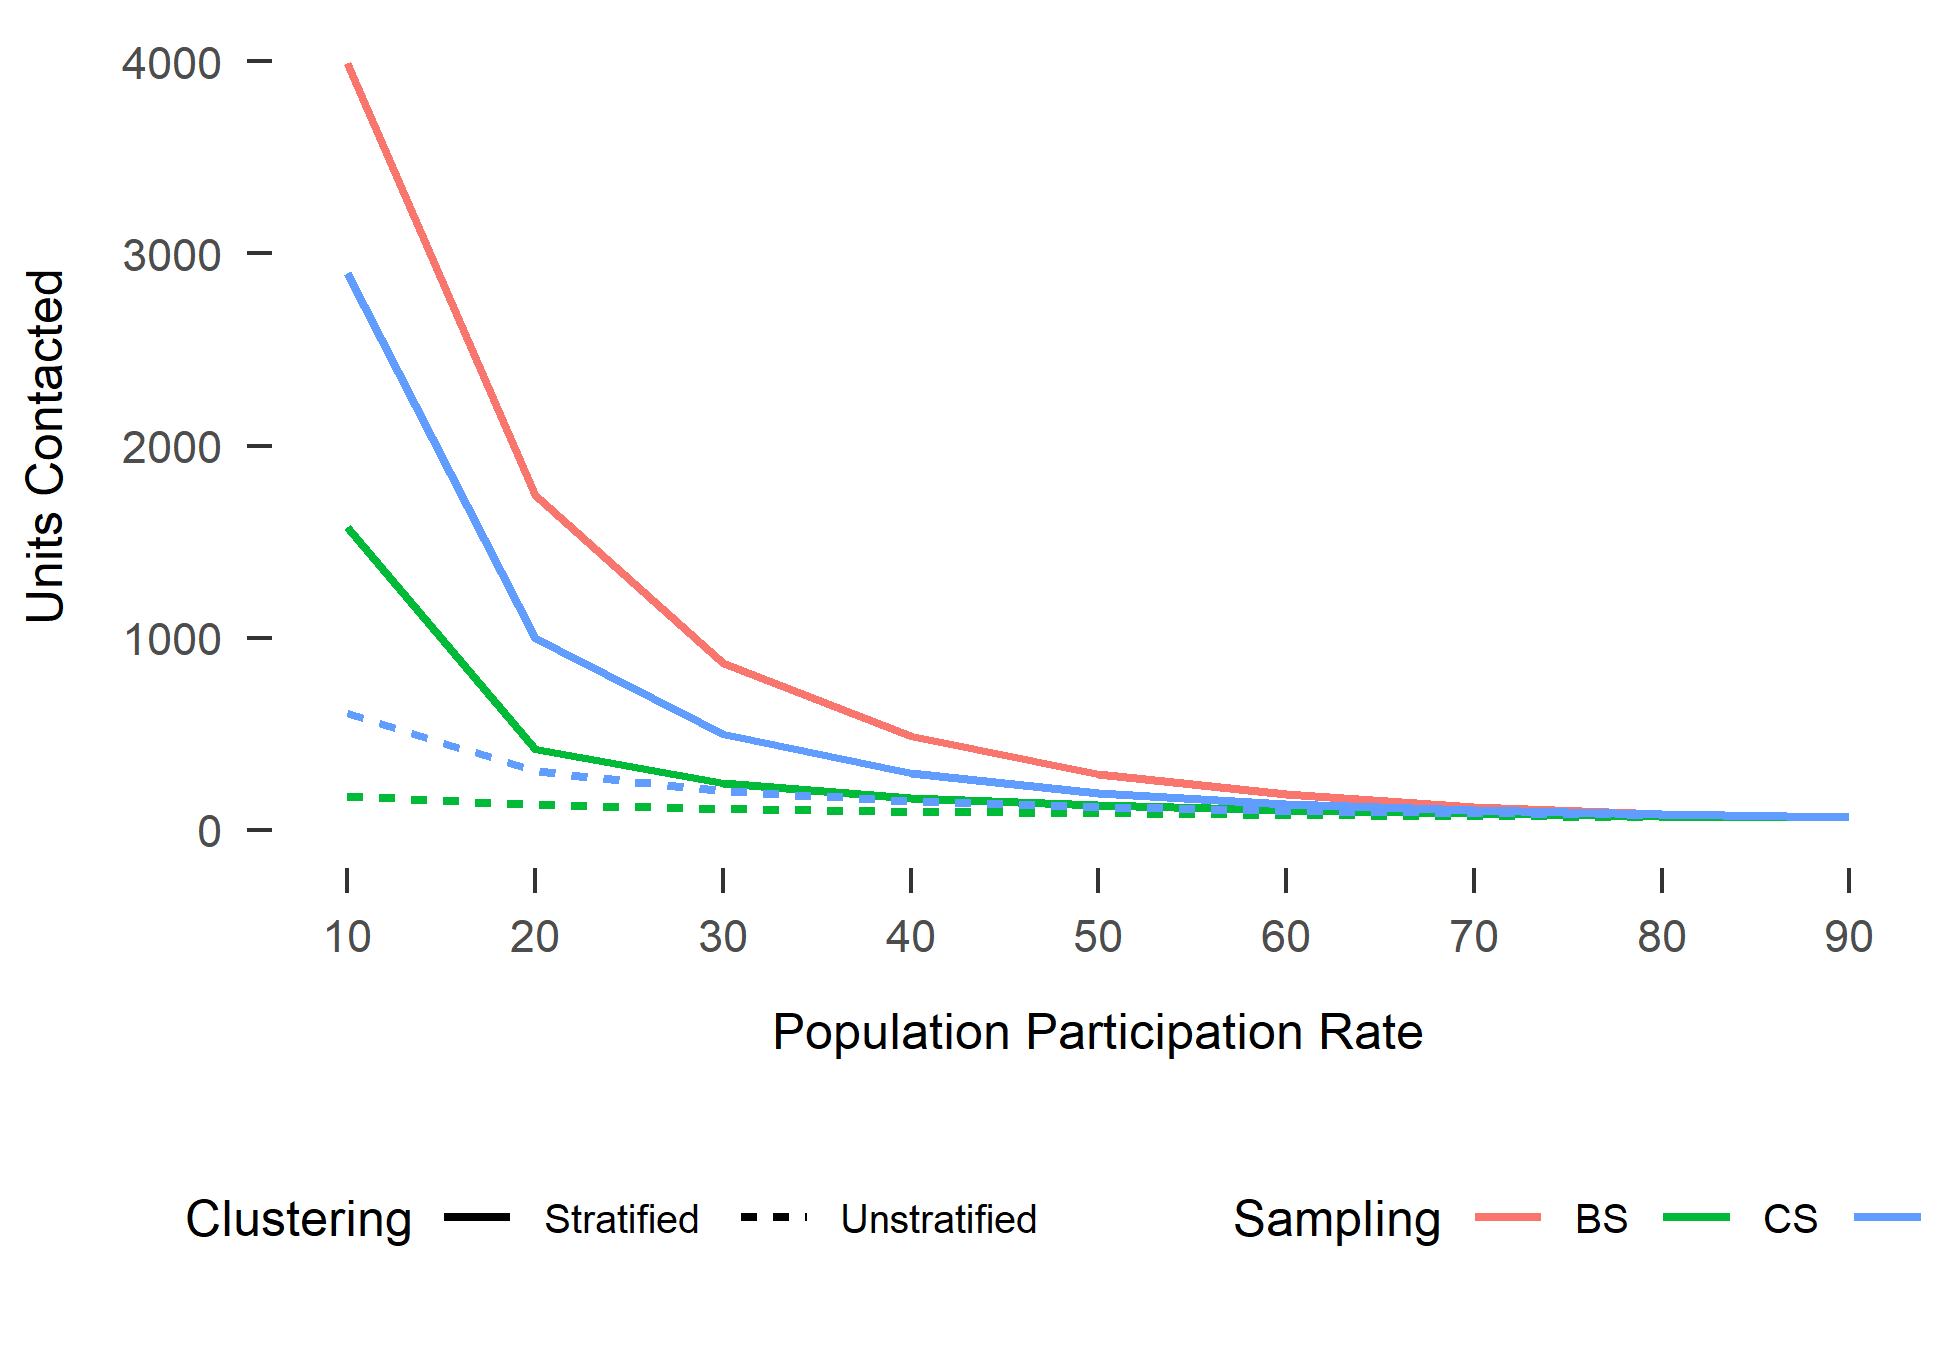 4000
3000
2000
1000
0
Units Contacted
10 20 30 40 50 60 70 80 90
Population Participation Rate
Clustering Stratified Unstratified Sampling BS CS